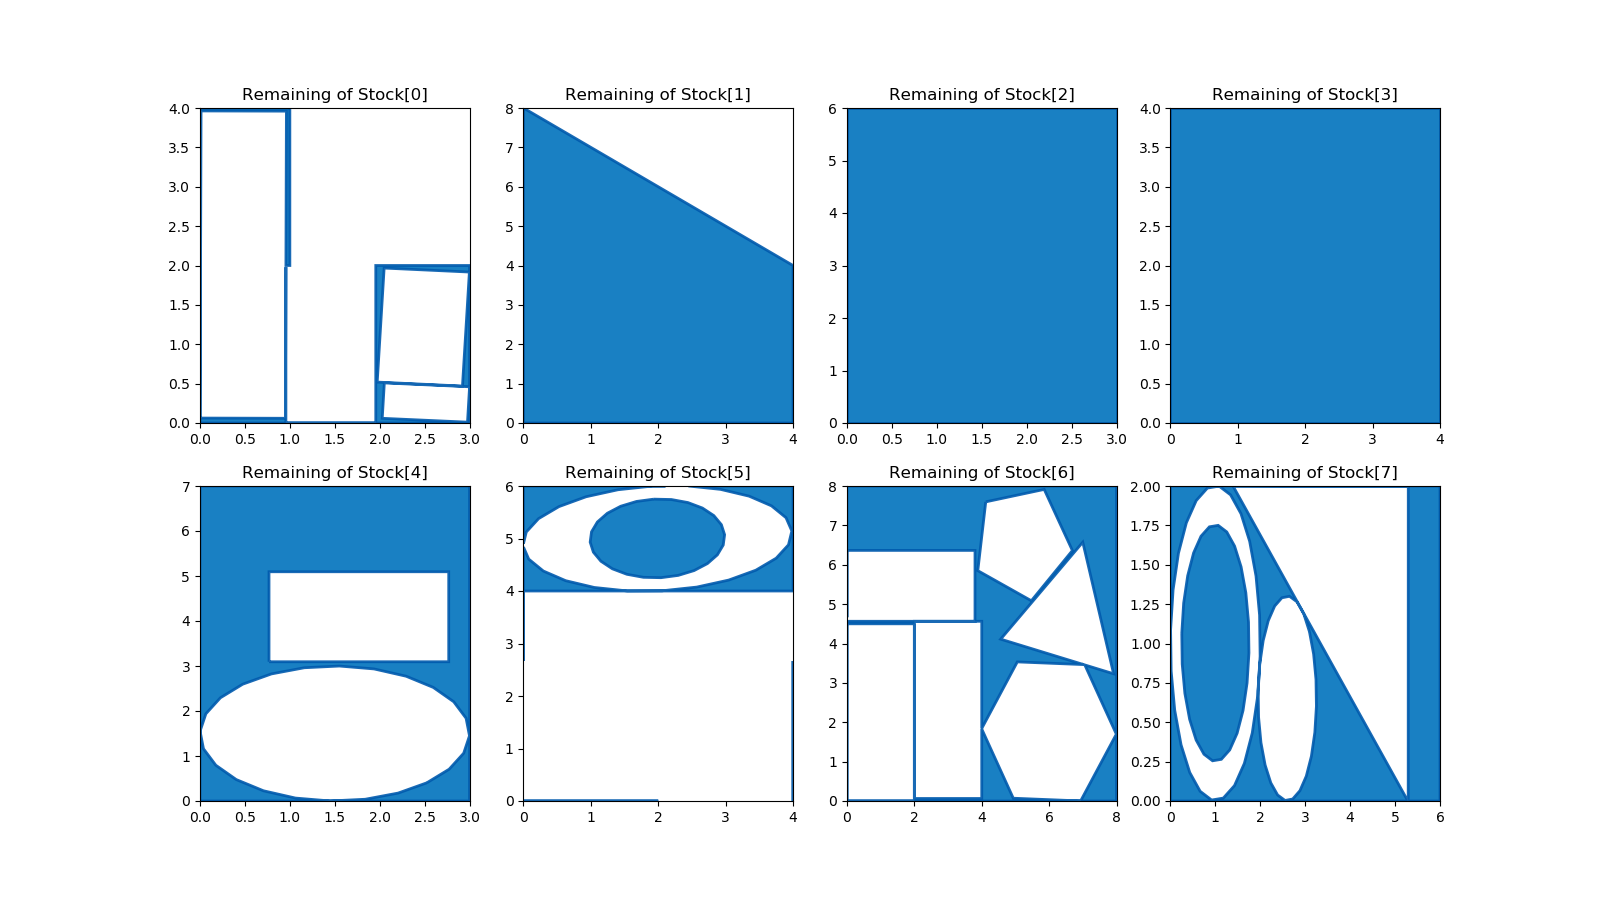 Remaining of Stock[0] Remaining of Stock[1] Remaining of Stock[2] Remaining of Stock[3]
4.0 8 6 4.0
3.5 7 5 3.5
3.0 6 4 3.0
2.5 5 3 2.5
2.0 4 2 2.0
1.5 3 1 1.5
1.0 2 0 1.0
0.5 1 0.5
0.0 0 0.0
0.0 0.5 1.0 1.5 2.0 2.5 3.0 0 1 2 3 4 0.0 0.5 1.0 1.5 2.0 2.5 3.0 0 1 2 3 4
Remaining of Stock[4] Remaining of Stock[5] Remaining of Stock[6] Remaining of Stock[7]
7 6 8 2.00
6 5 7 1.75
5 4 6 1.50
4 3 5 1.25
3 2 4 1.00
2 1 3 0.75
1 0 2 0.50
0 1 0.25
0 0.00
0.0 0.5 1.0 1.5 2.0 2.5 3.0 0 1 2 3 4 0 2 4 6 8 0 1 2 3 4 5 6